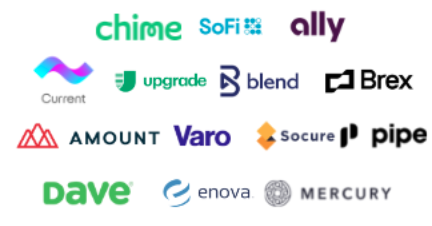 chime SoFi ally
Current upgrade blend Brex
AMOUNT Varo Socure pipe
Dave enova Mercury